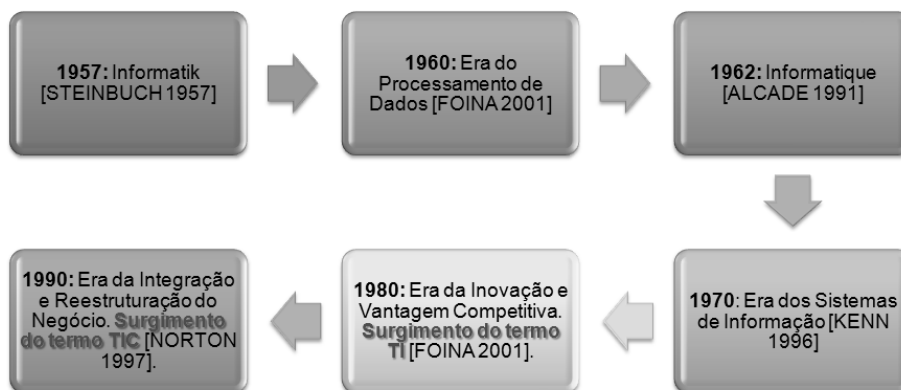 1957: Informatik
[STEINBUCH 1957]
1960: Era do
Processamento de
Dados [FOINA 2001]
1962: Informatique
[ALCADE 1991]
1970: Era dos Sistemas
de Informação [KENN
1996]
1980: Era da Inovação e
Vantagem Competitiva.
Surgimento do termo
TI [FOINA 2001].
1990: Era da Integração
e Reestruturação do
Negócio. Surgimento
do termo TIC [NORTON
1997].